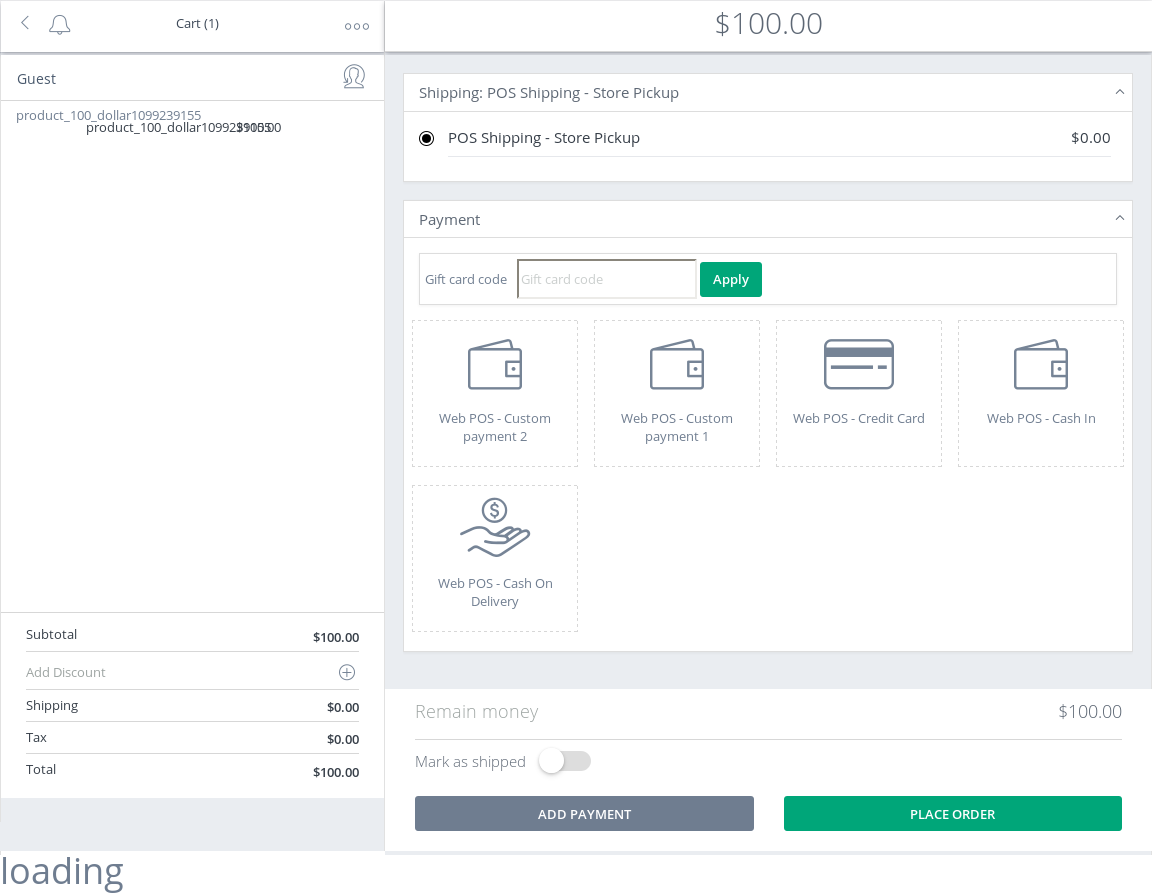 Cart (1)
$100.00
Guest
product_100_dollar1099239155
product_100_dollar1099239155
$100.00
Subtotal
$100.00
Add Discount
Shipping
$0.00
Tax
$0.00
Total
$100.00
Shipping: POS Shipping - Store Pickup
POS Shipping - Store Pickup
$0.00
Payment
Gift card code
Gift card code
Apply
Web POS - Custom
payment 2
Web POS - Custom
payment 1
Web POS - Credit Card
Web POS - Cash In
Web POS - Cash On
Delivery
Remain money
$100.00
Mark as shipped
ADD PAYMENT
PLACE ORDER
loading